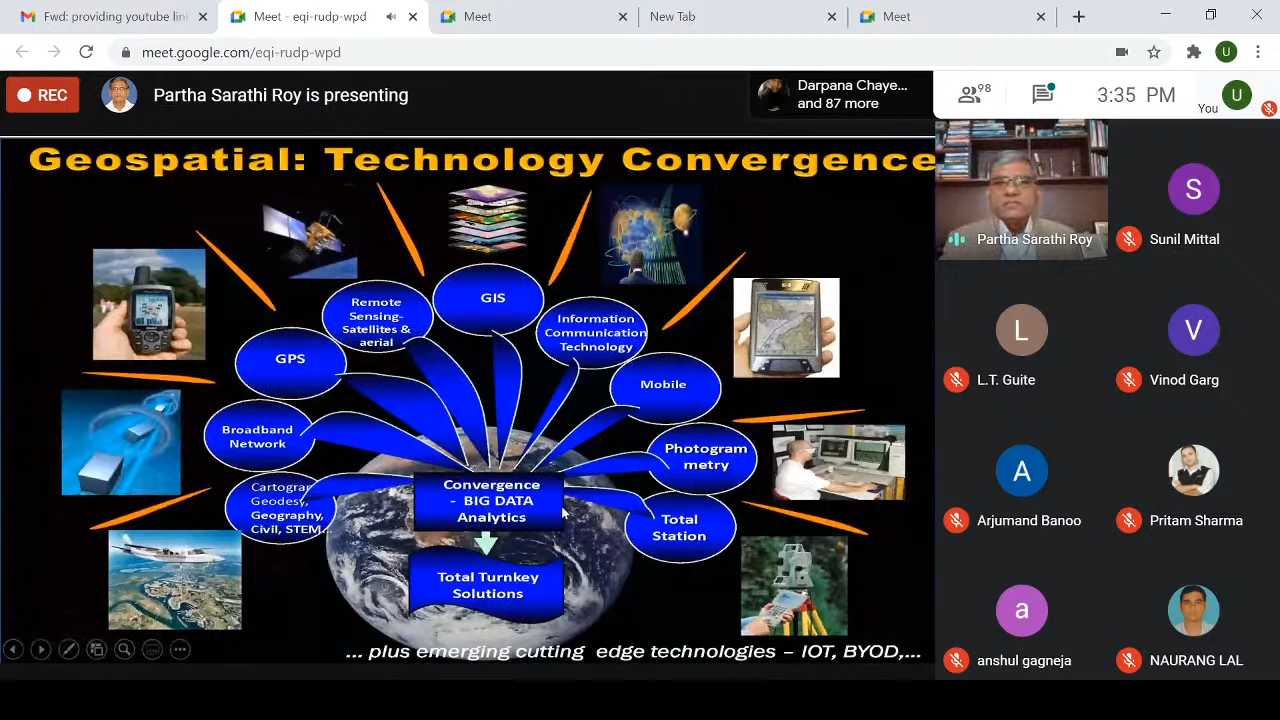 Fwd: providing youtube lin
Meet - eqi-rudp-wpd
Meet
New Tab
Meet
meet.google.com/eqi-rudp-wpd
U
REC
Partha Sarathi Roy is presenting
Darpana Chaye...
and 87 more
98
3:35 PM
You
U
Geospatial: Technology Convergence
GIS
Remote
Sensing-
Satellites &
aerial
Information
Communication
Technology
GPS
Mobile
Broadband
Network
Photogram
metry
Cartograp
Geodesy,
Geography,
Civil, STEM...
Convergence
- BIG DATA
Analytics
Total
Station
Total Turnkey
Solutions
... plus emerging cutting edge technologies – IOT, BYOD,...
Partha Sarathi Roy
S
Sunil Mittal
L
L.T. Guite
V
Vinod Garg
A
Arjumand Banoo
Pritam Sharma
a
anshul gagneja
NAURANG LAL